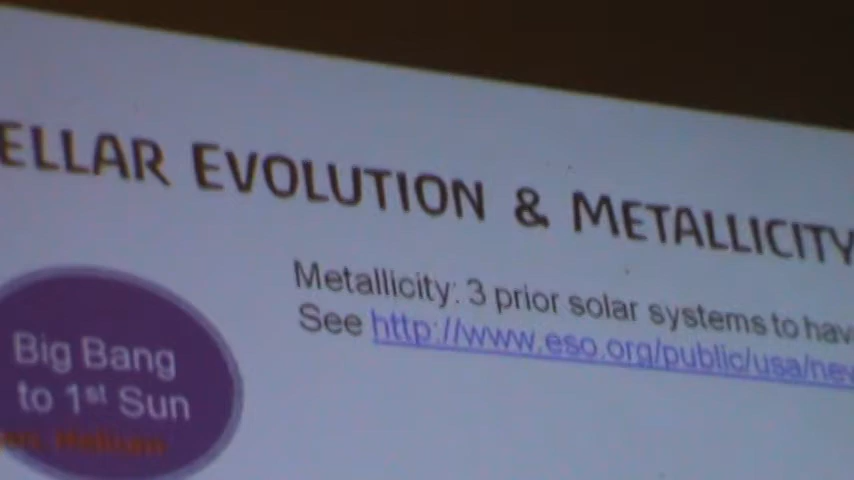 ELLAR EVOLUTION & METALLICITY
Metallicity: 3 prior solar systems to hav
See http://www.eso.org/public/usa/nev
Big Bang
to 1st Sun
Helium